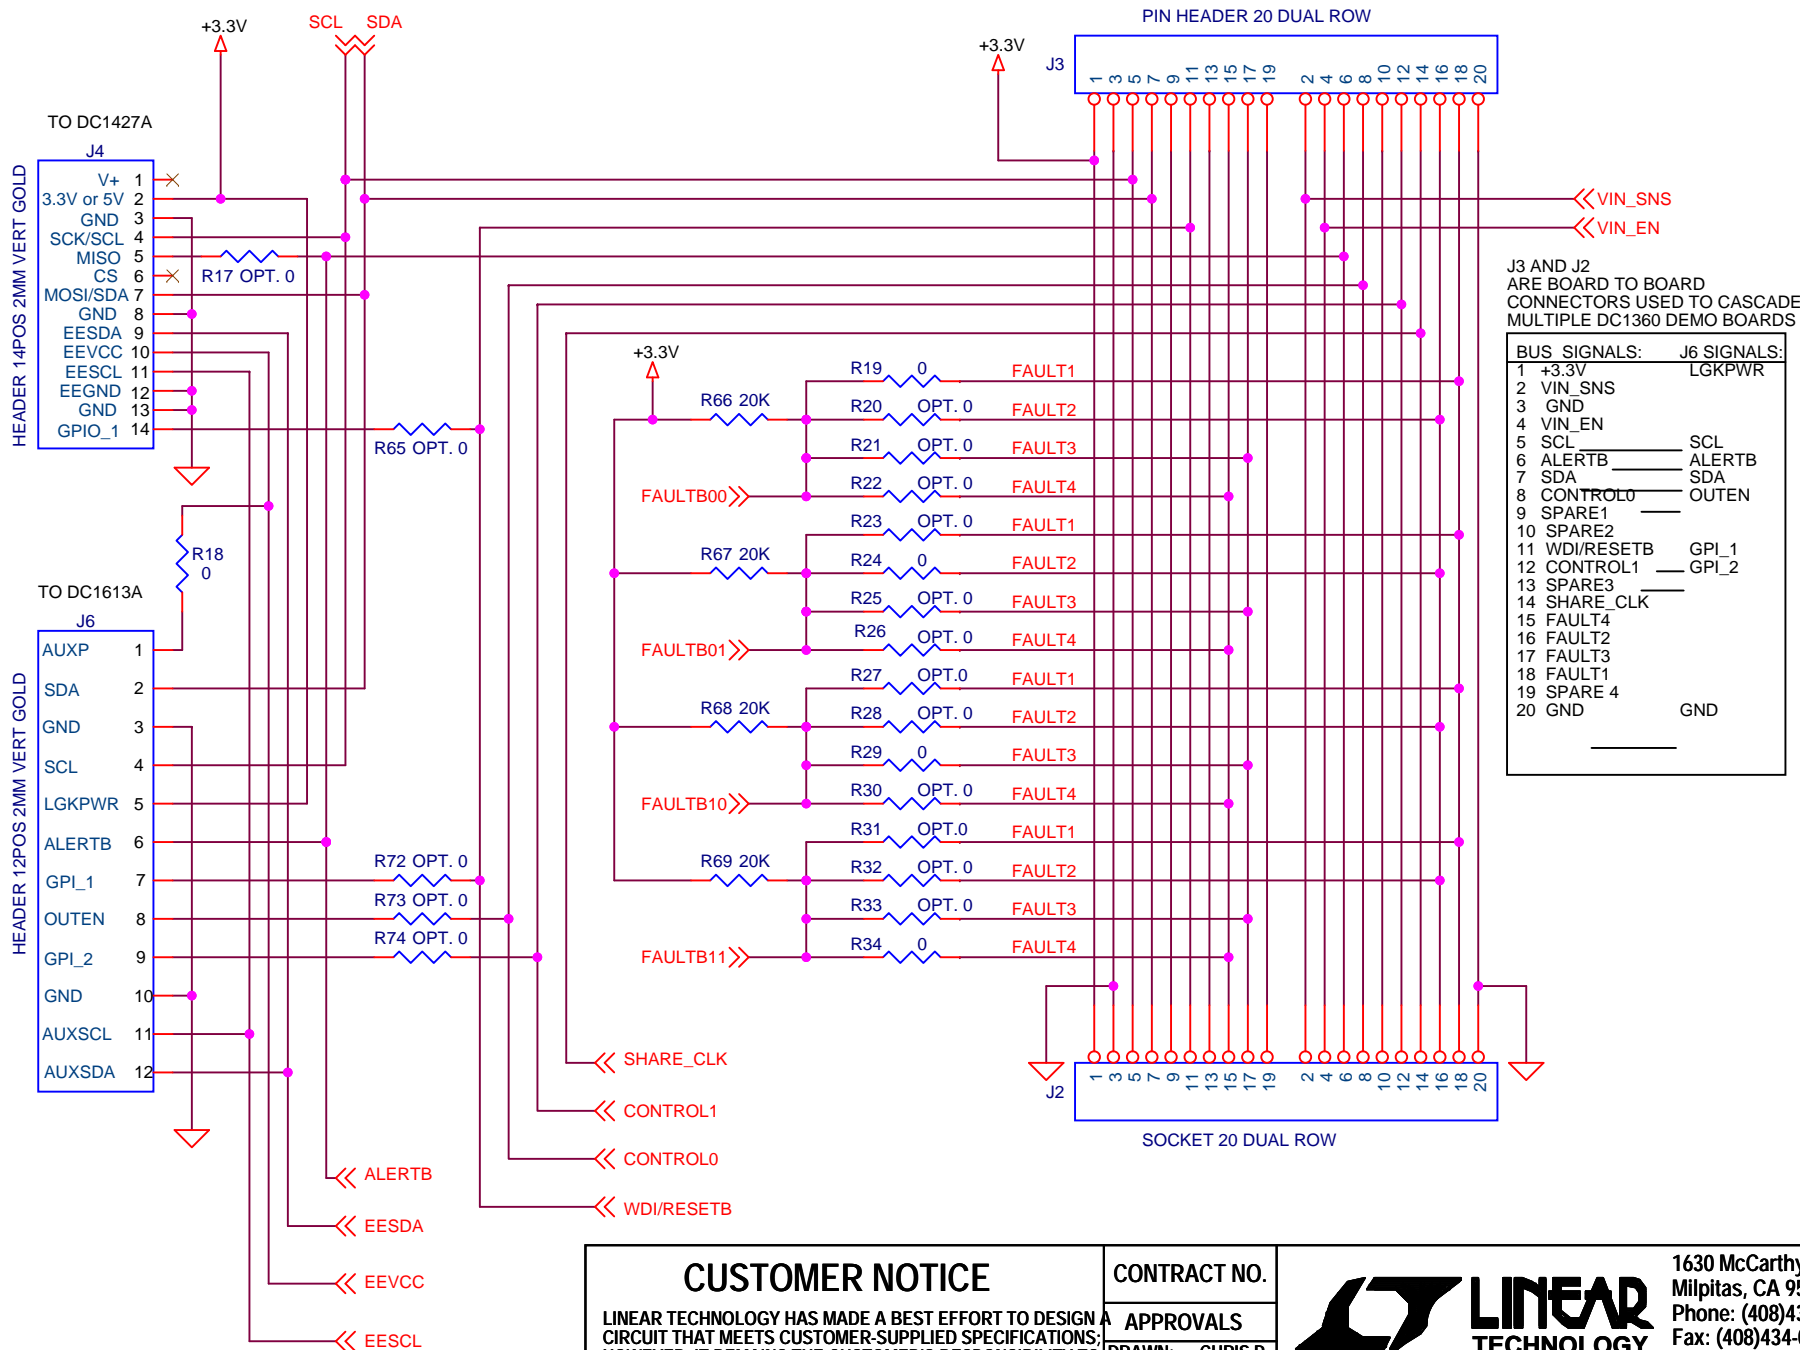 PIN HEADER 20 DUAL ROW
SCL SDA
+3.3V
+3.3V
J3
1 3 5 7 9 11 13 15 17 19 2 4 6 8 10 12 14 16 18 20
TO DC1427A
J4
HEADER 14POS 2MM VERT GOLD
V+ 1
3.3V or 5V 2
GND 3
SCK/SCL 4
MISO 5
CS 6
MOSI/SDA 7
GND 8
EESDA 9
EEVCC 10
EESCL 11
EEGND 12
GND 13
GPIO_1 14
R17 OPT. 0
R65 OPT. 0
VIN_SNS
VIN_EN
J3 AND J2
ARE BOARD TO BOARD
CONNECTORS USED TO CASCADE
MULTIPLE DC1360 DEMO BOARDS
BUS SIGNALS: J6 SIGNALS:
1 +3.3V LGKPWR
2 VIN_SNS
3 GND
4 VIN_EN
5 SCL SCL
6 ALERTB ALERTB
7 SDA SDA
8 CONTROL0 OUTEN
9 SPARE1
10 SPARE2
11 WDI/RESETB GPI_1
12 CONTROL1 GPI_2
13 SPARE3
14 SHARE_CLK
15 FAULT4
16 FAULT2
17 FAULT3
18 FAULT1
19 SPARE 4
20 GND GND
+3.3V
R19 0 FAULT1
R66 20K
R20 OPT. 0 FAULT2
R21 OPT. 0 FAULT3
FAULTB00
R22 OPT. 0 FAULT4
R23 OPT. 0 FAULT1
R67 20K
R24 0 FAULT2
R25 OPT. 0 FAULT3
FAULTB01
R26 OPT. 0 FAULT4
R27 OPT.0 FAULT1
R68 20K
R28 OPT. 0 FAULT2
R29 0 FAULT3
FAULTB10
R30 OPT. 0 FAULT4
R31 OPT.0 FAULT1
R69 20K
R32 OPT. 0 FAULT2
R33 OPT. 0 FAULT3
FAULTB11
R34 0 FAULT4
R18
0
TO DC1613A
J6
HEADER 12POS 2MM VERT GOLD
AUXP 1
SDA 2
GND 3
SCL 4
LGKPWR 5
ALERTB 6
GPI_1 7
OUTEN 8
GPI_2 9
GND 10
AUXSCL 11
AUXSDA 12
R72 OPT. 0
R73 OPT. 0
R74 OPT. 0
SHARE_CLK
CONTROL1
CONTROL0
WDI/RESETB
ALERTB
EESDA
EEVCC
EESCL
J2
1 3 5 7 9 11 13 15 17 19 2 4 6 8 10 12 14 16 18 20
SOCKET 20 DUAL ROW
CUSTOMER NOTICE
LINEAR TECHNOLOGY HAS MADE A BEST EFFORT TO DESIGN A
CIRCUIT THAT MEETS CUSTOMER-SUPPLIED SPECIFICATIONS;
CONTRACT NO.
APPROVALS
LINEAR
TECHNOLOGY
1630 McCarthy
Milpitas, CA 95
Phone: (408)43
Fax: (408)434-